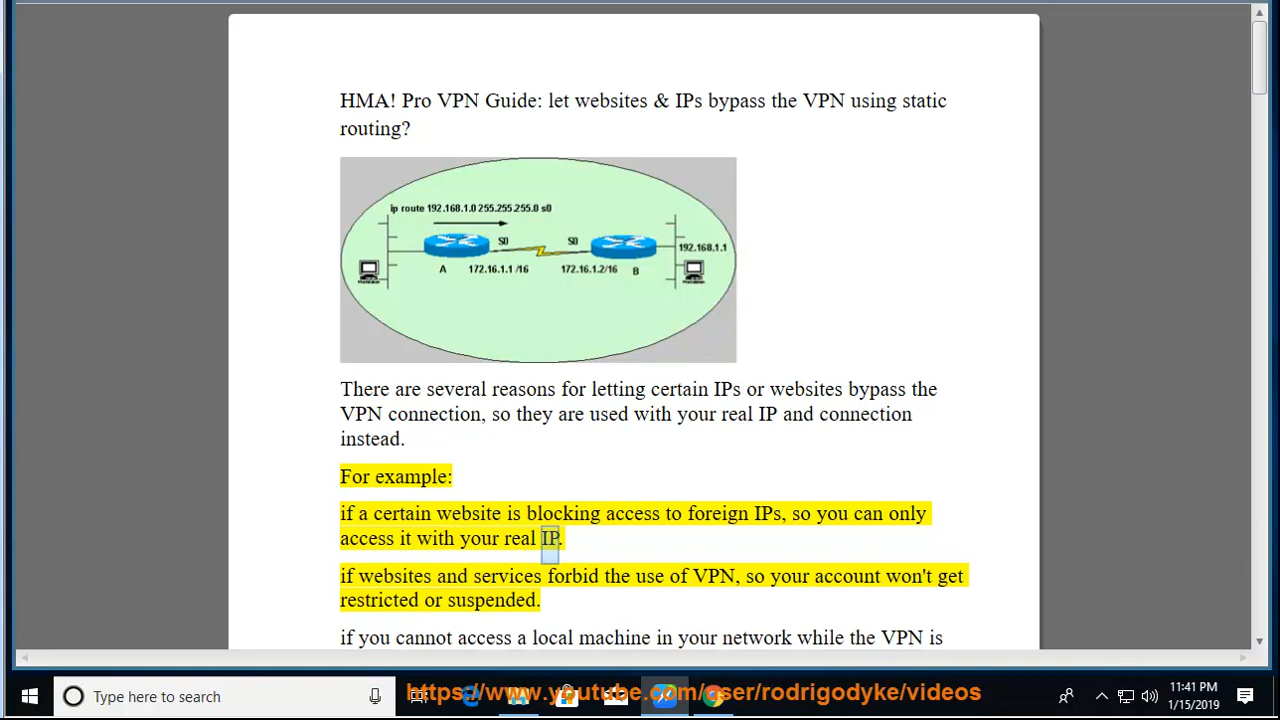 HMA! Pro VPN Guide: let websites & IPs bypass the VPN using static
routing?
ip route 192.168.1.0 255.255.255.0 s0
S0
S0
192.168.1.1
A
172.16.1.1 /16
172.16.1.2/16
B
There are several reasons for letting certain IPs or websites bypass the
VPN connection, so they are used with your real IP and connection
instead.
For example:
if a certain website is blocking access to foreign IPs, so you can only
access it with your real IP.
if websites and services forbid the use of VPN, so your account won't get
restricted or suspended.
if you cannot access a local machine in your network while the VPN is
Type here to search
https://www.youtube.com/user/rodrigodyke/videos
11:41 PM
1/15/2019